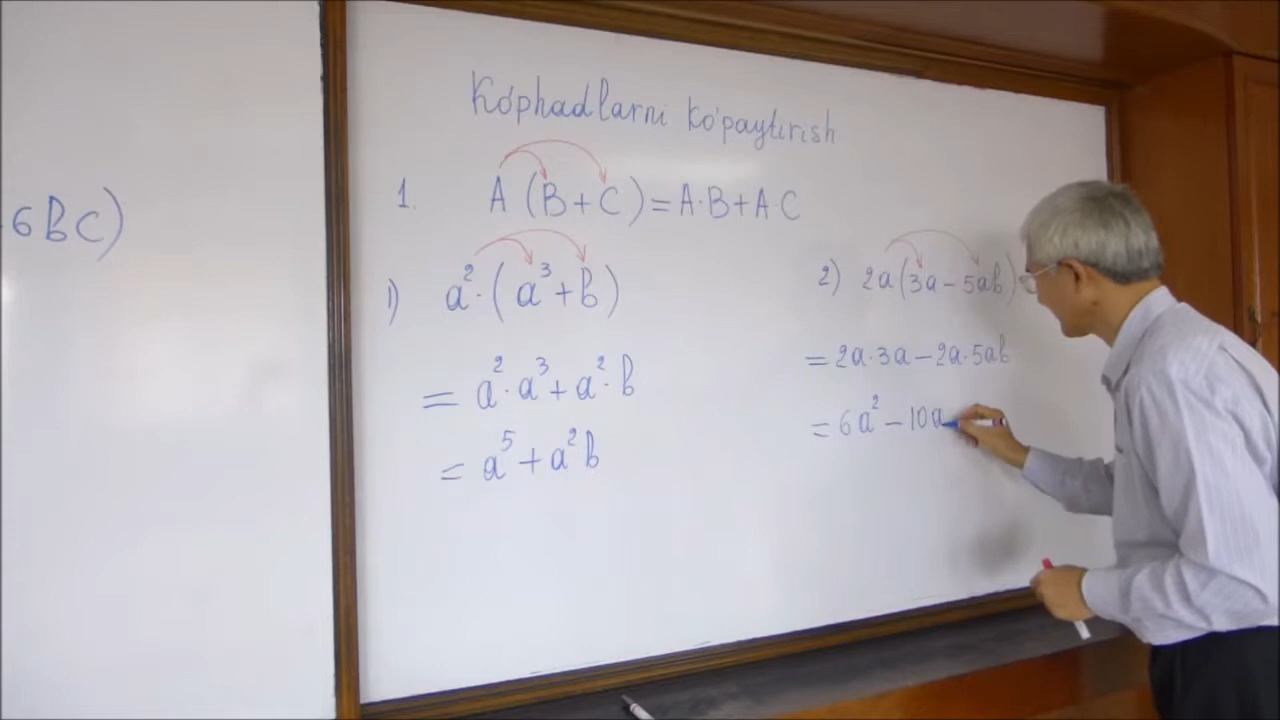 6BC)
Ko'phadlarni ko'paytirish
1. A (B+C)=A·B+A·C
1) a²·(a³+b)
= a²·a³+a²·b
= a⁵+a²b
2) 2a(3a-5ab)
= 2a·3a-2a·5ab
= 6a²-10a